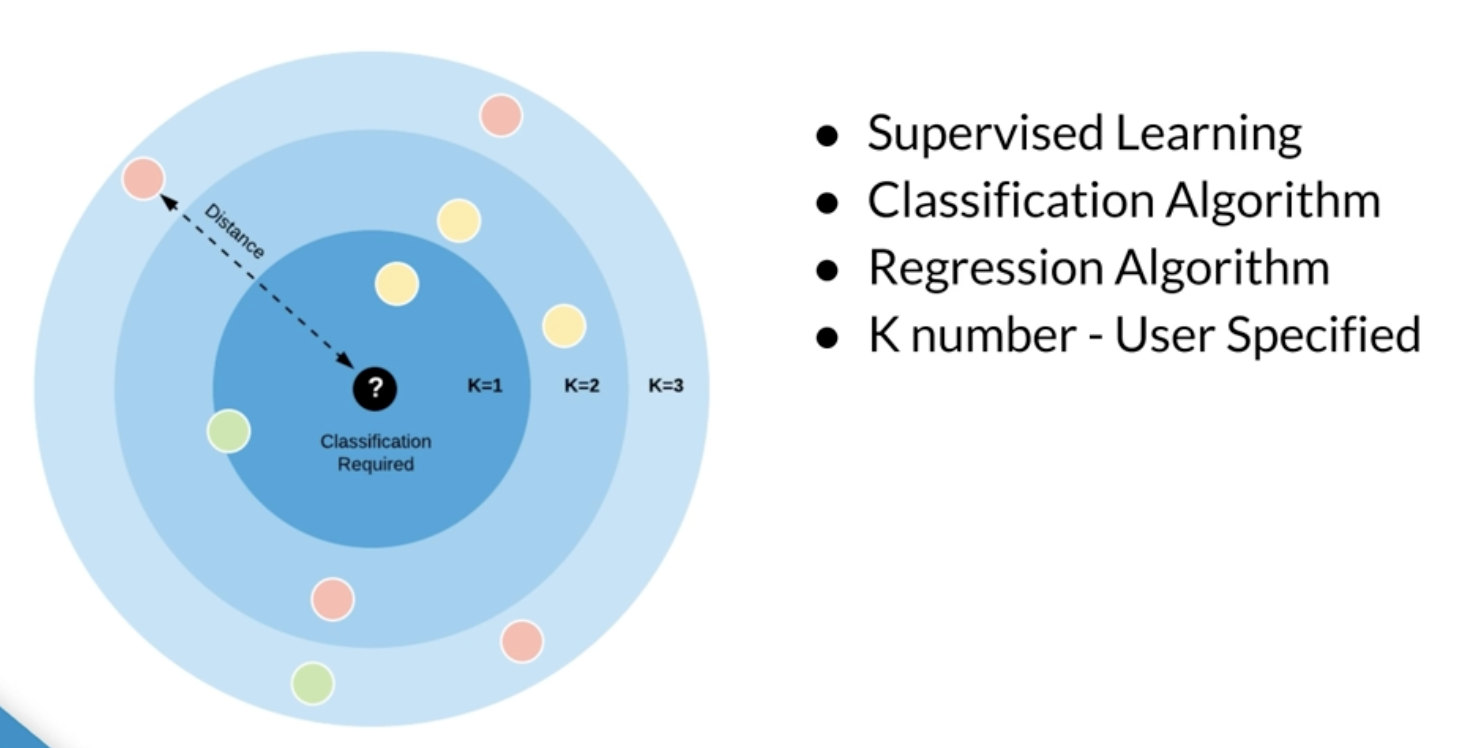 Distance
?
K=1 K=2 K=3
Classification
Required
● Supervised Learning
● Classification Algorithm
● Regression Algorithm
● K number - User Specified